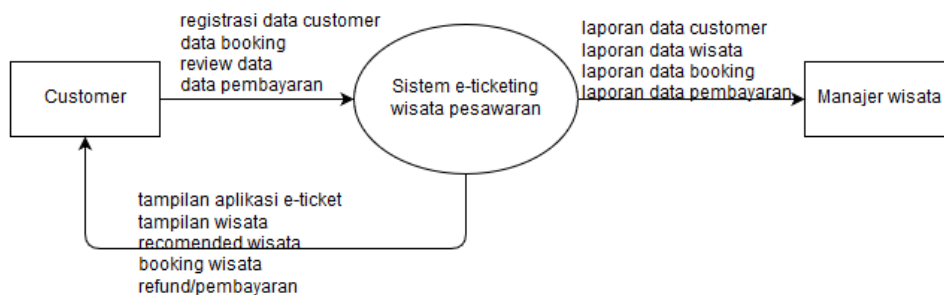 registrasi data customer
data booking
review data
data pembayaran
Customer
Sistem e-ticketing
wisata pesawaran
laporan data customer
laporan data wisata
laporan data booking
laporan data pembayaran
Manajer wisata
tampilan aplikasi e-ticket
tampilan wisata
recomended wisata
booking wisata
refund/pembayaran